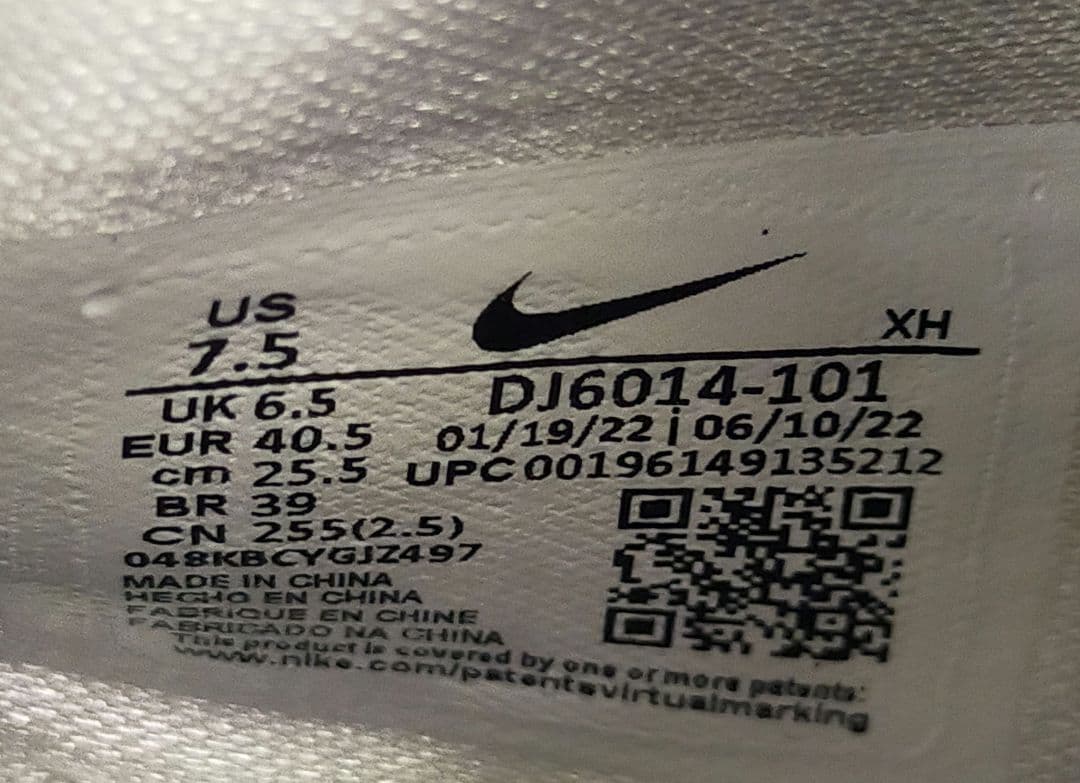 US
7.5
XH
UK 6.5
DJ6014-101
EUR 40.5
01/19/22 | 06/10/22
cm 25.5
UPC00196149135212
BR 39
CN 255(2.5)
048KBCYGJZ497
MADE IN CHINA
HECHO EN CHINA
FABRIQUE EN CHINE
FABRICADO NA CHINA
This product is covered by one or more patents:
www.nike.com/patentsvirtualmarking